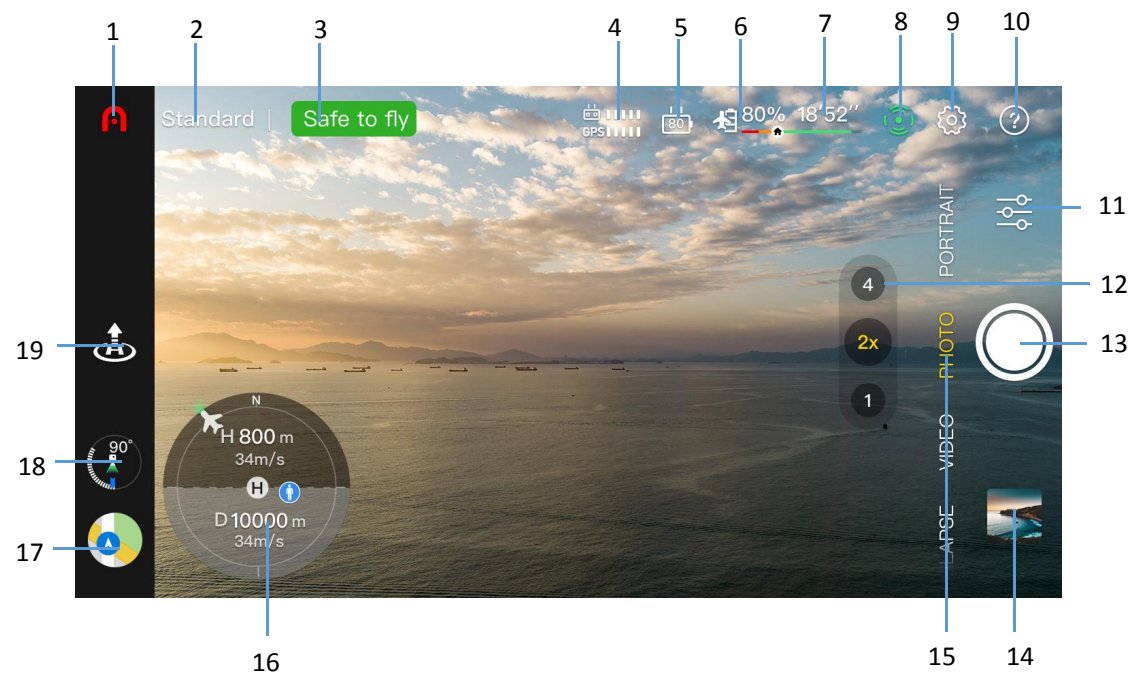 1 2 3 4 5 6 7 8 9 10
Standard | Safe to fly
GPS
80
80% 18'52''
?
11
PORTRAIT
4
12
PHOTO
2x
13
19
1
N
90°
H 800 m
34m/s
VIDEO
18
H
D 10000 m
34m/s
LAPSE
17
16
15 14